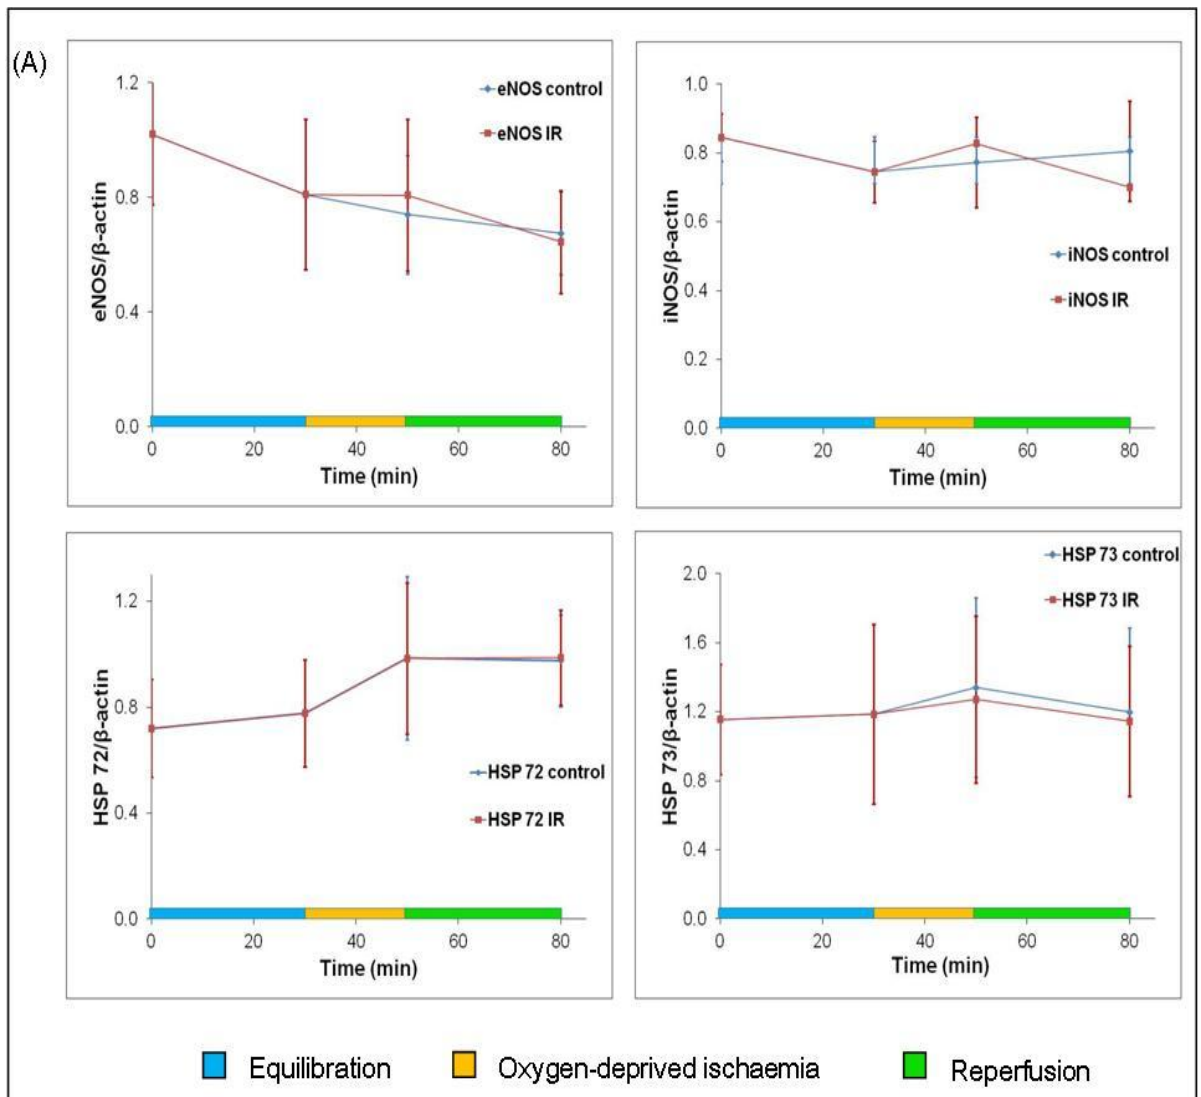 (A)
eNOS/β-actin
1.2
0.8
0.4
0.0
eNOS control
eNOS IR
0 20 40 60 80
Time (min)
iNOS/β-actin
1.0
0.8
0.6
0.4
0.2
0.0
iNOS control
iNOS IR
0 20 40 60 80
Time (min)
HSP 72/β-actin
1.2
0.8
0.4
0.0
HSP 72 control
HSP 72 IR
0 20 40 60 80
Time (min)
HSP 73/β-actin
2.0
1.6
1.2
0.8
0.4
0.0
HSP 73 control
HSP 73 IR
0 20 40 60 80
Time (min)
Equilibration Oxygen-deprived ischaemia Reperfusion